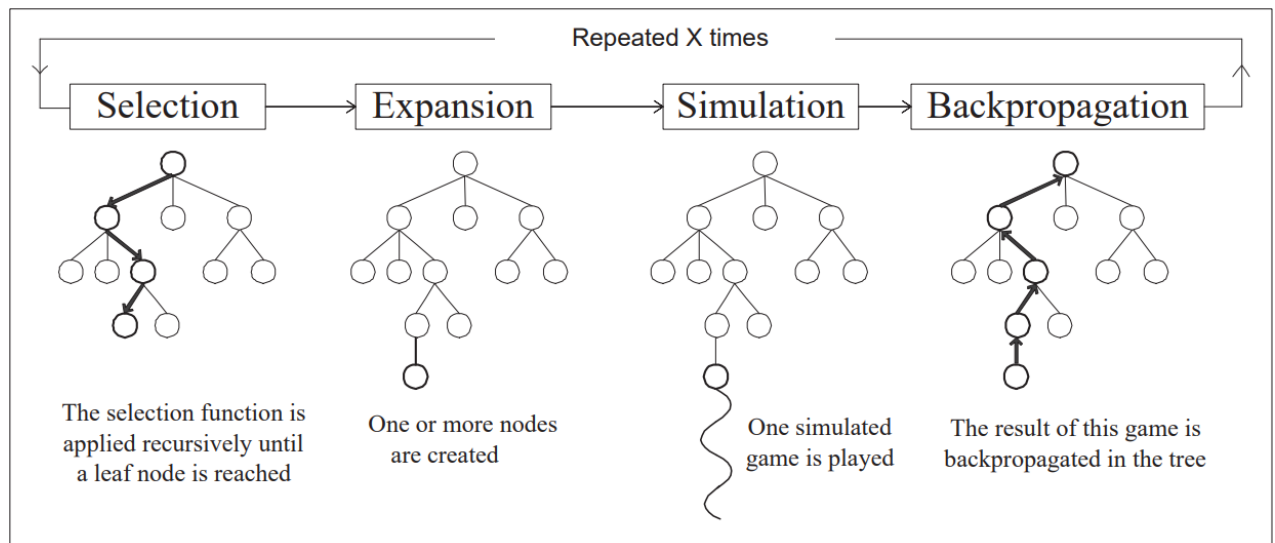 Repeated X times
Selection
Expansion
Simulation
Backpropagation
The selection function is
applied recursively until
a leaf node is reached
One or more nodes
are created
One simulated
game is played
The result of this game is
backpropagated in the tree